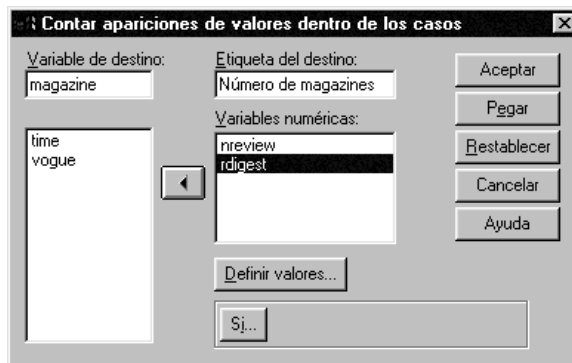 Contar apariciones de valores dentro de los casos
Variable de destino:
magazine
Etiqueta del destino:
Número de magazines
time
vogue
Variables numéricas:
nreview
rdigest
Definir valores...
Si...
Aceptar
Pegar
Restablecer
Cancelar
Ayuda